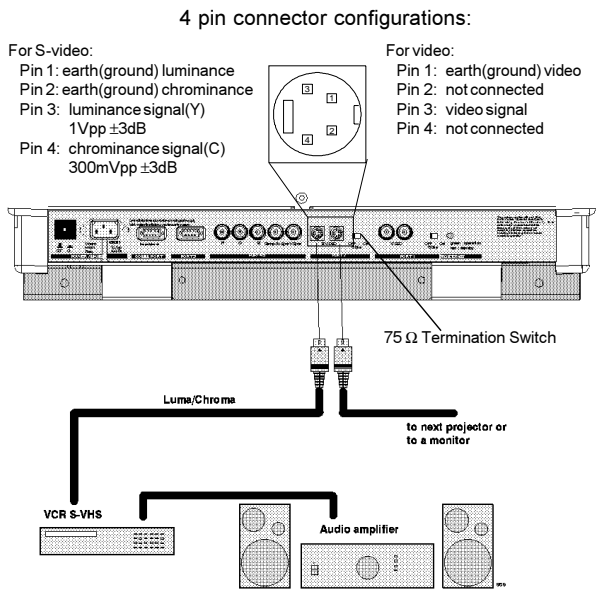 4 pin connector configurations:
For S-video:
Pin 1: earth(ground) luminance
Pin 2: earth(ground) chrominance
Pin 3: luminance signal(Y)
1Vpp ±3dB
Pin 4: chrominance signal(C)
300mVpp ±3dB
For video:
Pin 1: earth(ground) video
Pin 2: not connected
Pin 3: video signal
Pin 4: not connected
3
1
2
4
75 Ω Termination Switch
Luma/Chroma
to next projector or
to a monitor
VCR S-VHS
Audio amplifier